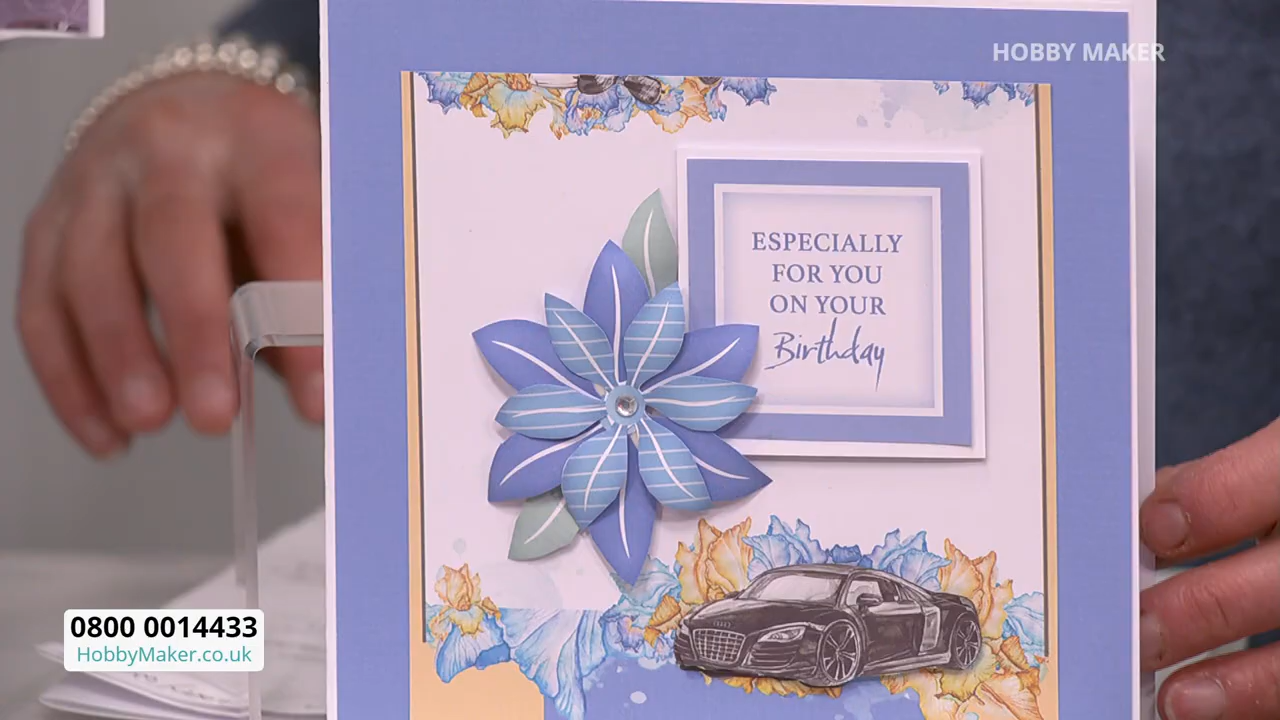 HOBBY MAKER
ESPECIALLY
FOR YOU
ON YOUR
Birthday
0800 0014433
HobbyMaker.co.uk